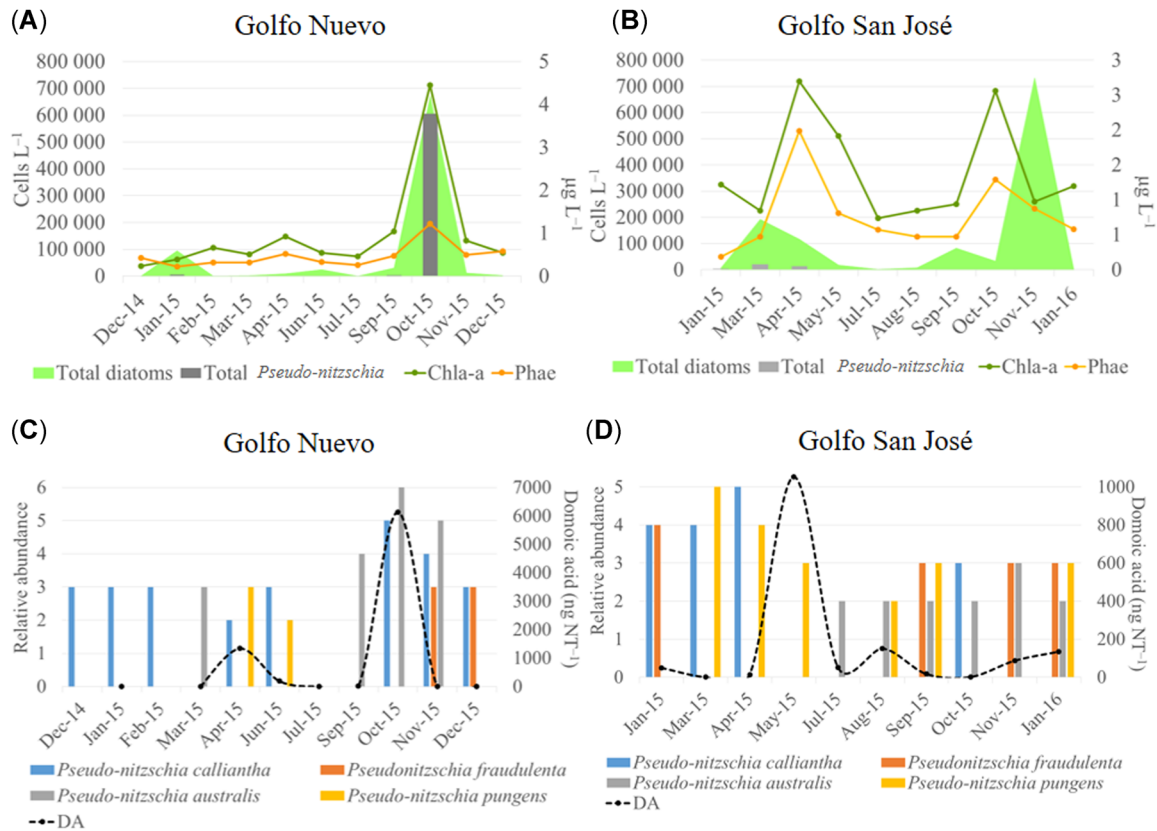 (A)
Golfo Nuevo
800 000
700 000
600 000
500 000
400 000
300 000
200 000
100 000
0
Cells L⁻¹
5
4
3
2
1
0
µg L⁻¹
Dec-14
Jan-15
Feb-15
Mar-15
Apr-15
Jun-15
Jul-15
Sep-15
Oct-15
Nov-15
Dec-15
Total diatoms Total Pseudo-nitzschia Chla-a Phae
(B)
Golfo San José
800 000
700 000
600 000
500 000
400 000
300 000
200 000
100 000
0
Cells L⁻¹
3
3
2
2
1
1
0
µg L⁻¹
Jan-15
Mar-15
Apr-15
May-15
Jul-15
Aug-15
Sep-15
Oct-15
Nov-15
Jan-16
Total diatoms Total Pseudo-nitzschia Chla-a Phae
(C)
Golfo Nuevo
6
5
4
3
2
1
0
Relative abundance
7000
6000
5000
4000
3000
2000
1000
0
Domoic acid (ng NT⁻¹)
Dec-14
Jan-15
Feb-15
Mar-15
Apr-15
Jun-15
Jul-15
Sep-15
Oct-15
Nov-15
Dec-15
Pseudo-nitzschia calliantha Pseudonitzschia fraudulenta
Pseudo-nitzschia australis Pseudo-nitzschia pungens
DA
(D)
Golfo San José
5
4
3
2
1
0
Relative abundance
1000
800
600
400
200
0
Domoic acid (ng NT⁻¹)
Jan-15
Mar-15
Apr-15
May-15
Jul-15
Aug-15
Sep-15
Oct-15
Nov-15
Jan-16
Pseudo-nitzschia calliantha Pseudonitzschia fraudulenta
Pseudo-nitzschia australis Pseudo-nitzschia pungens
DA